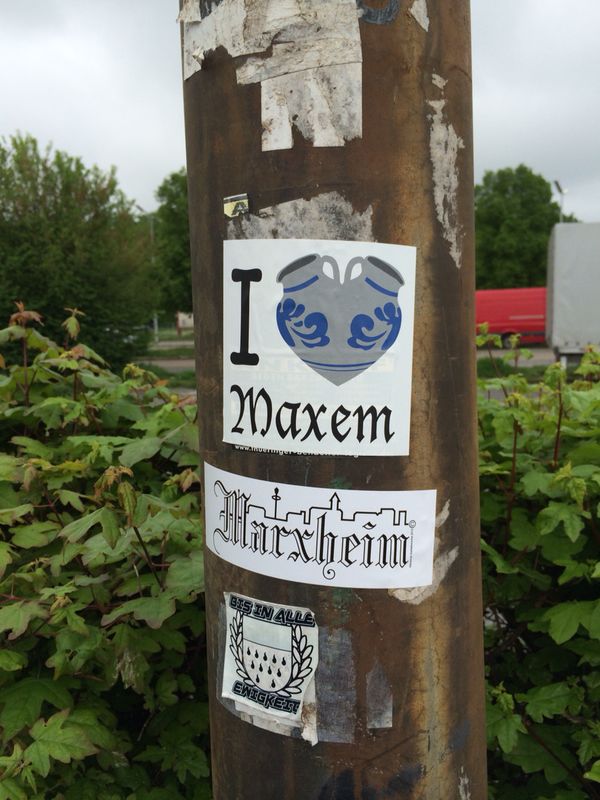 I
Maxem
Marxheim
BIS IN ALLE
EWIGKEIT